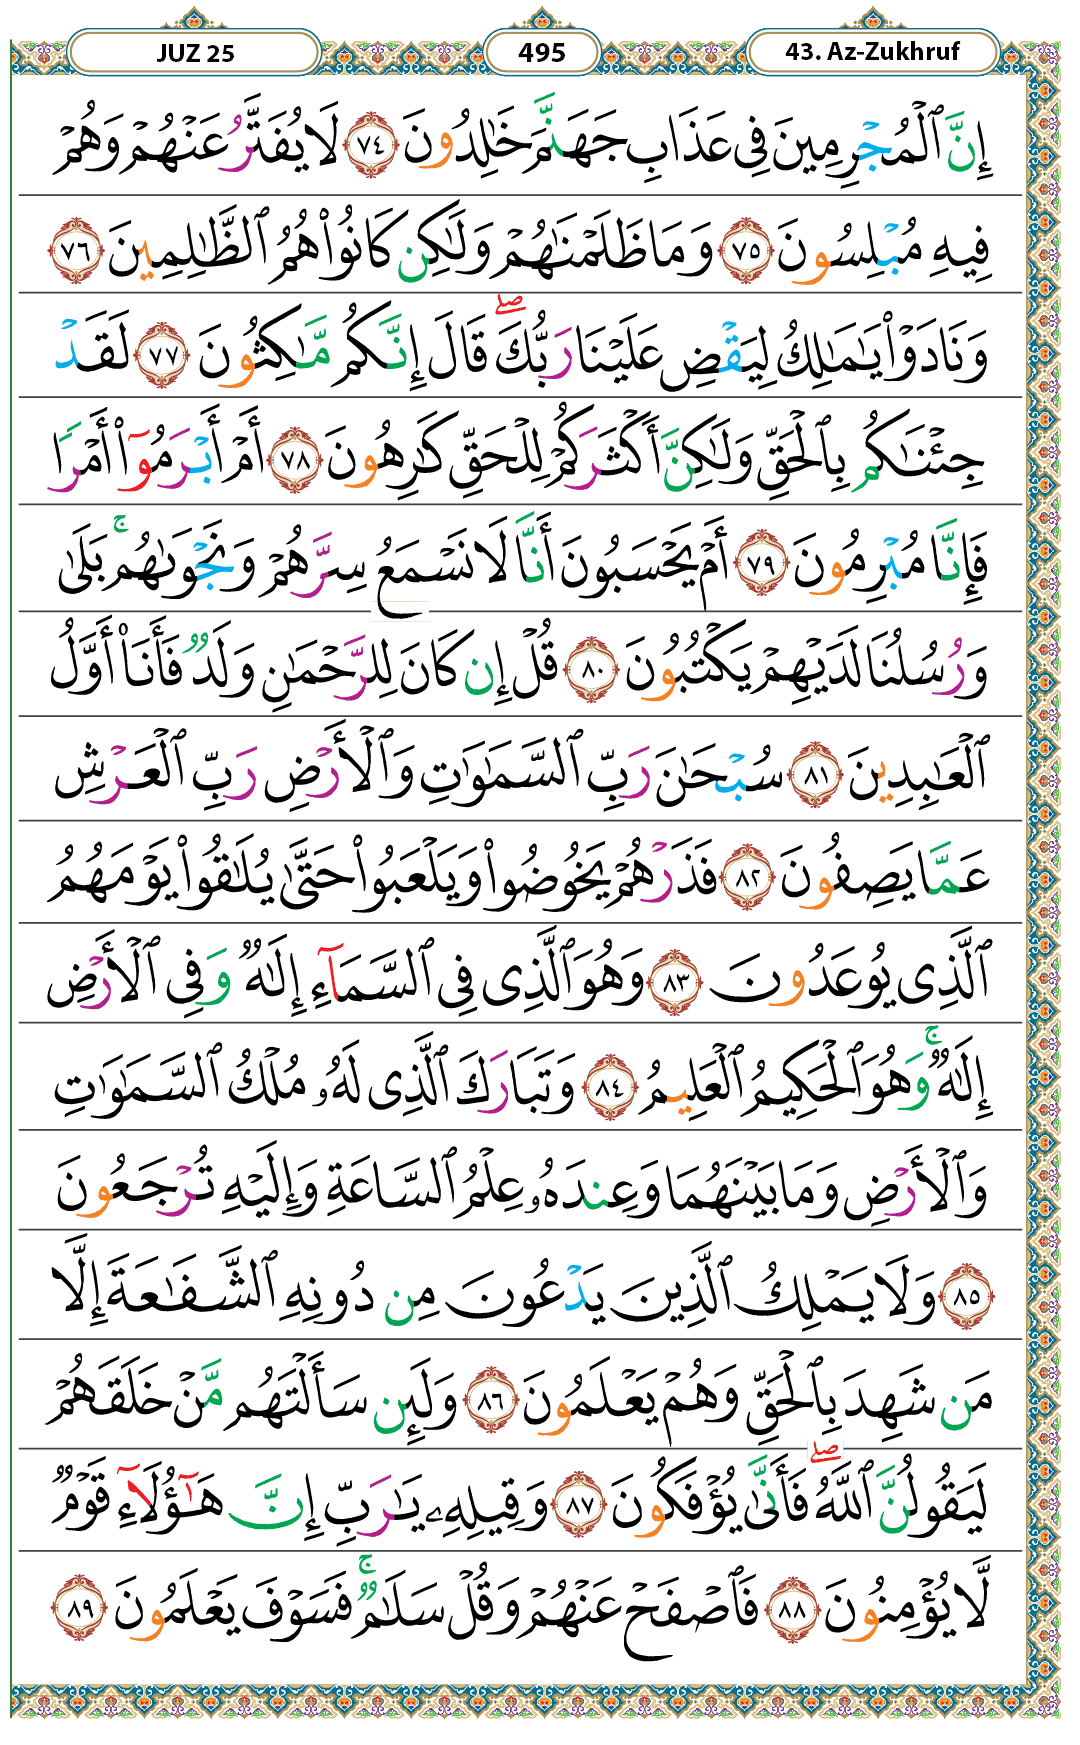 JUZ 25
495
43. Az-Zukhruf
إِنَّ ٱلْمُجْرِمِينَ فِى عَذَابِ جَهَنَّمَ خَٰلِدُونَ ٧٤ لَا يُفَتَّرُ عَنْهُمْ وَهُمْ
فِيهِ مُبْلِسُونَ ٧٥ وَمَا ظَلَمْنَٰهُمْ وَلَٰكِن كَانُوا۟ هُمُ ٱلظَّٰلِمِينَ ٧٦
وَنَادَوْا۟ يَٰمَٰلِكُ لِيَقْضِ عَلَيْنَا رَبُّكَ ۖ قَالَ إِنَّكُم مَّٰكِثُونَ ٧٧ لَقَدْ
جِئْنَٰكُم بِٱلْحَقِّ وَلَٰكِنَّ أَكْثَرَكُمْ لِلْحَقِّ كَٰرِهُونَ ٧٨ أَمْ أَبْرَمُوٓا۟ أَمْرًا
فَإِنَّا مُبْرِمُونَ ٧٩ أَمْ يَحْسَبُونَ أَنَّا لَا نَسْمَعُ سِرَّهُمْ وَنَجْوَىٰهُم ۚ بَلَىٰ
وَرُسُلُنَا لَدَيْهِمْ يَكْتُبُونَ ٨٠ قُلْ إِن كَانَ لِلرَّحْمَٰنِ وَلَدٌ فَأَنَا۠ أَوَّلُ
ٱلْعَٰبِدِينَ ٨١ سُبْحَٰنَ رَبِّ ٱلسَّمَٰوَٰتِ وَٱلْأَرْضِ رَبِّ ٱلْعَرْشِ
عَمَّا يَصِفُونَ ٨٢ فَذَرْهُمْ يَخُوضُوا۟ وَيَلْعَبُوا۟ حَتَّىٰ يُلَٰقُوا۟ يَوْمَهُمُ
ٱلَّذِى يُوعَدُونَ ٨٣ وَهُوَ ٱلَّذِى فِى ٱلسَّمَآءِ إِلَٰهٌ وَفِى ٱلْأَرْضِ
إِلَٰهٌ ۚ وَهُوَ ٱلْحَكِيمُ ٱلْعَلِيمُ ٨٤ وَتَبَارَكَ ٱلَّذِى لَهُۥ مُلْكُ ٱلسَّمَٰوَٰتِ
وَٱلْأَرْضِ وَمَا بَيْنَهُمَا وَعِندَهُۥ عِلْمُ ٱلسَّاعَةِ وَإِلَيْهِ تُرْجَعُونَ
٨٥ وَلَا يَمْلِكُ ٱلَّذِينَ يَدْعُونَ مِن دُونِهِ ٱلشَّفَٰعَةَ إِلَّا
مَن شَهِدَ بِٱلْحَقِّ وَهُمْ يَعْلَمُونَ ٨٦ وَلَئِن سَأَلْتَهُم مَّنْ خَلَقَهُمْ
لَيَقُولُنَّ ٱللَّهُ ۖ فَأَنَّىٰ يُؤْفَكُونَ ٨٧ وَقِيلِهِۦ يَٰرَبِّ إِنَّ هَٰٓؤُلَآءِ قَوْمٌ
لَّا يُؤْمِنُونَ ٨٨ فَٱصْفَحْ عَنْهُمْ وَقُلْ سَلَٰمٌ ۚ فَسَوْفَ يَعْلَمُونَ ٨٩